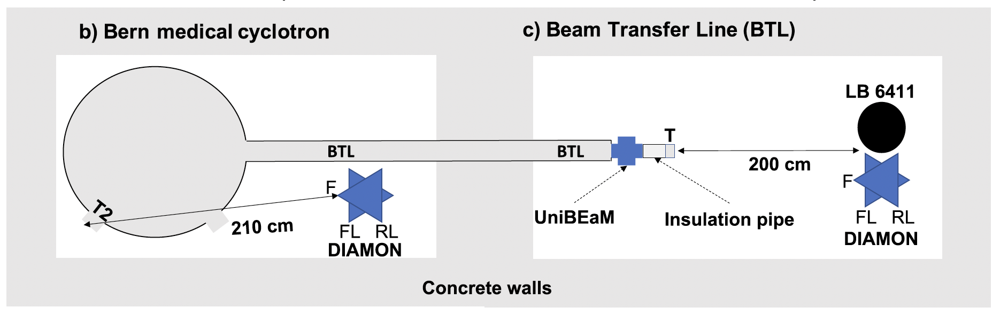 b) Bern medical cyclotron
c) Beam Transfer Line (BTL)
LB 6411
T
BTL
BTL
200 cm
F
F
T2
210 cm
UniBEaM
Insulation pipe
FL RL
FL RL
DIAMON
DIAMON
Concrete walls